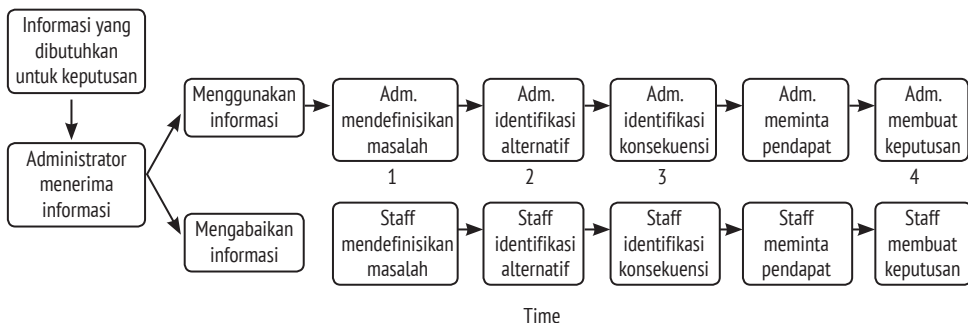 Informasi yang
dibutuhkan
untuk keputusan
Administrator
menerima
informasi
Menggunakan
informasi
Mengabaikan
informasi
Adm.
mendefinisikan
masalah
Adm.
identifikasi
alternatif
Adm.
identifikasi
konsekuensi
Adm.
meminta
pendapat
Adm.
membuat
keputusan
1
2
3
4
Staff
mendefinisikan
masalah
Staff
identifikasi
alternatif
Staff
identifikasi
konsekuensi
Staff
meminta
pendapat
Staff
membuat
keputusan
Time